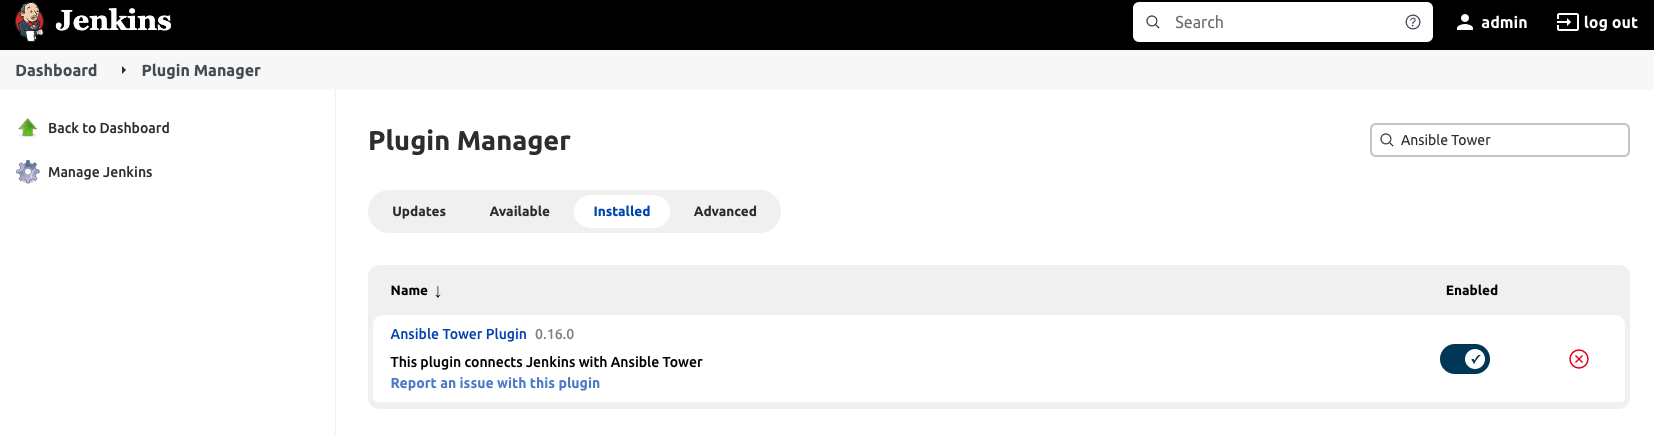 Jenkins
Search
admin
log out
Dashboard
Plugin Manager
Back to Dashboard
Manage Jenkins
Plugin Manager
Ansible Tower
Updates Available Installed Advanced
Name ↓ Enabled
Ansible Tower Plugin 0.16.0
This plugin connects Jenkins with Ansible Tower
Report an issue with this plugin